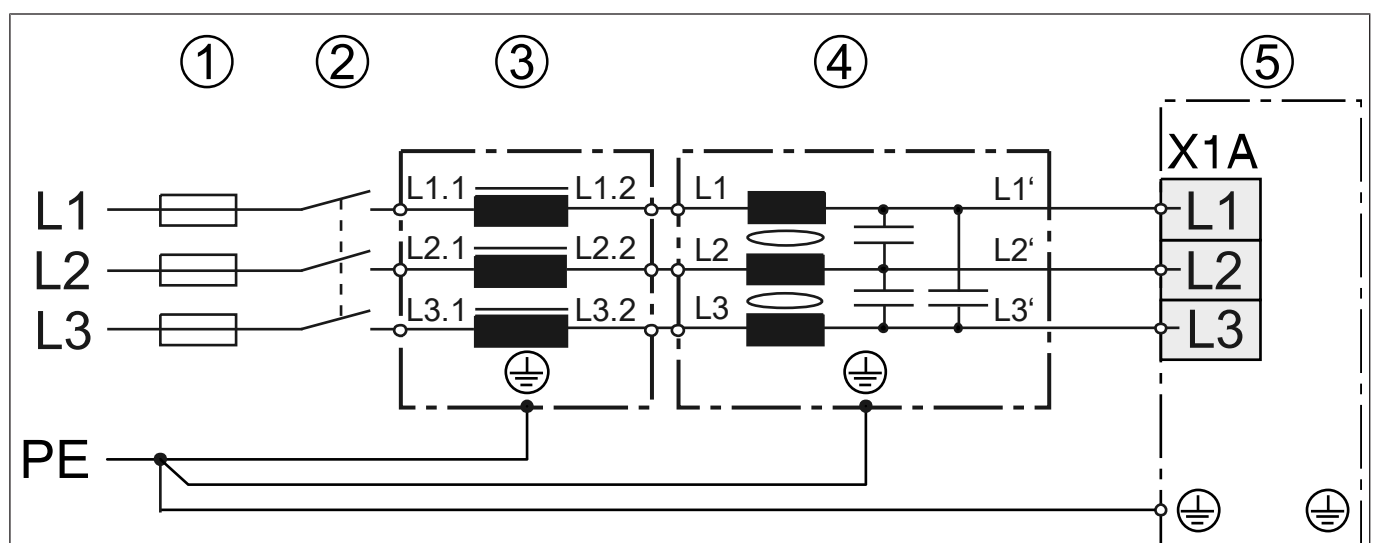 ① ② ③ ④ ⑤
X1A
L1 L1.1 L1.2 L1 L1‘ L1
L2 L2.1 L2.2 L2 L2‘ L2
L3 L3.1 L3.2 L3 L3‘ L3
PE